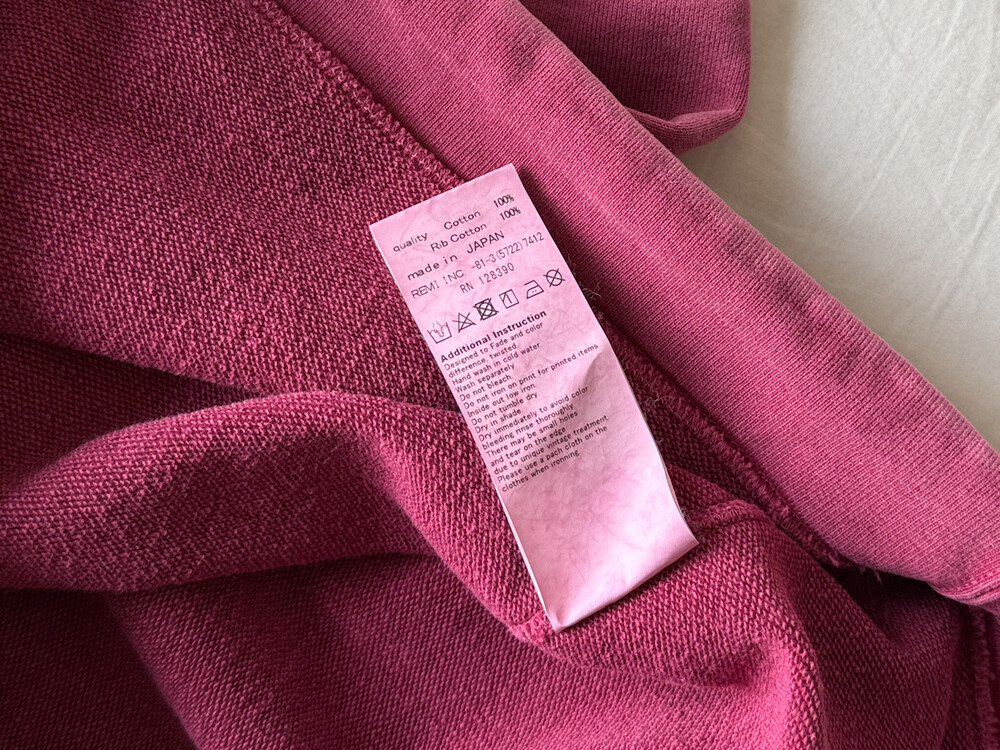 quality Cotton 100%
Rib Cotton 100%
made in JAPAN
REMI INC -81-3(5722)7412
RN 128390
Additional Instruction
Designed to Fade and color
difference, twisted.
Hand wash in cold water
Wash separately
Do not bleach
Do not iron on print for printed items
Inside out low iron
Do not tumble dry
Dry in shade
Dry immediately to avoid color
bleeding rinse thoroughly
There may be small holes
and tear on the edge
due to unique vintage treatment
Please use a pach cloth on the
clothes when ironning.